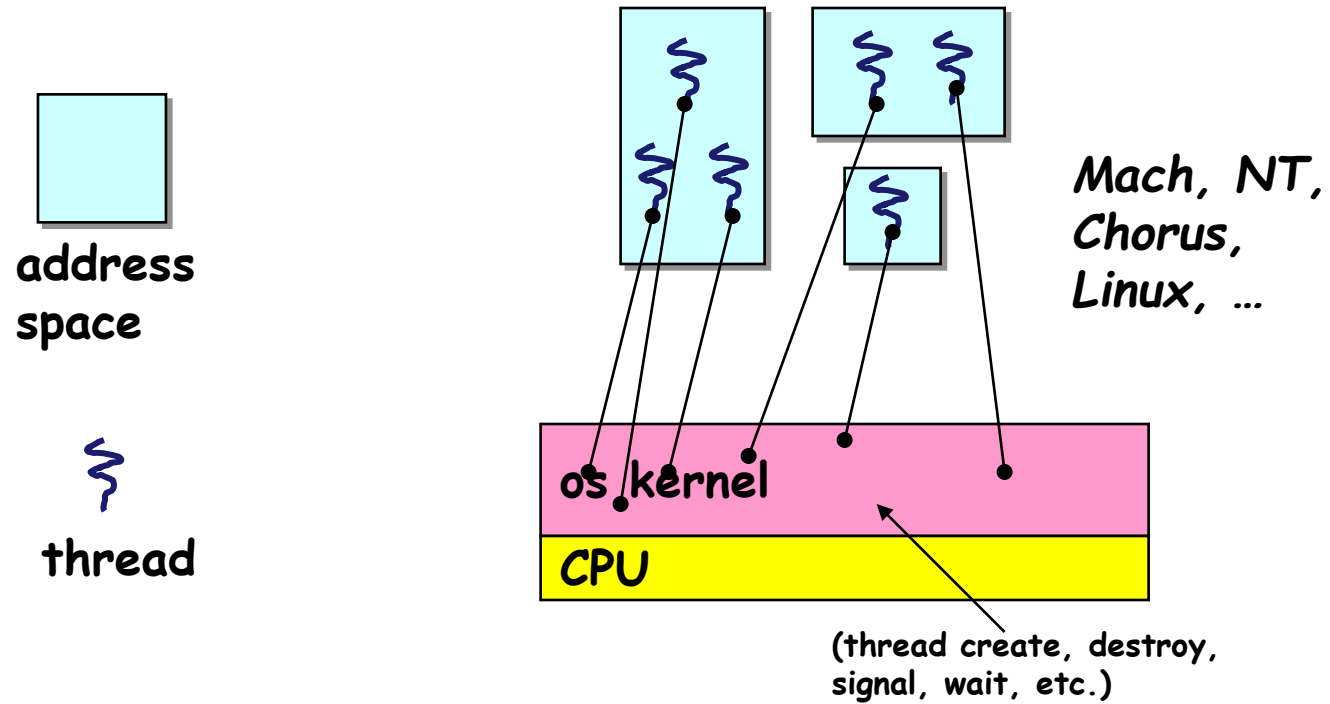 address
space
thread
Mach, NT,
Chorus,
Linux, …
os kernel
CPU
(thread create, destroy,
signal, wait, etc.)